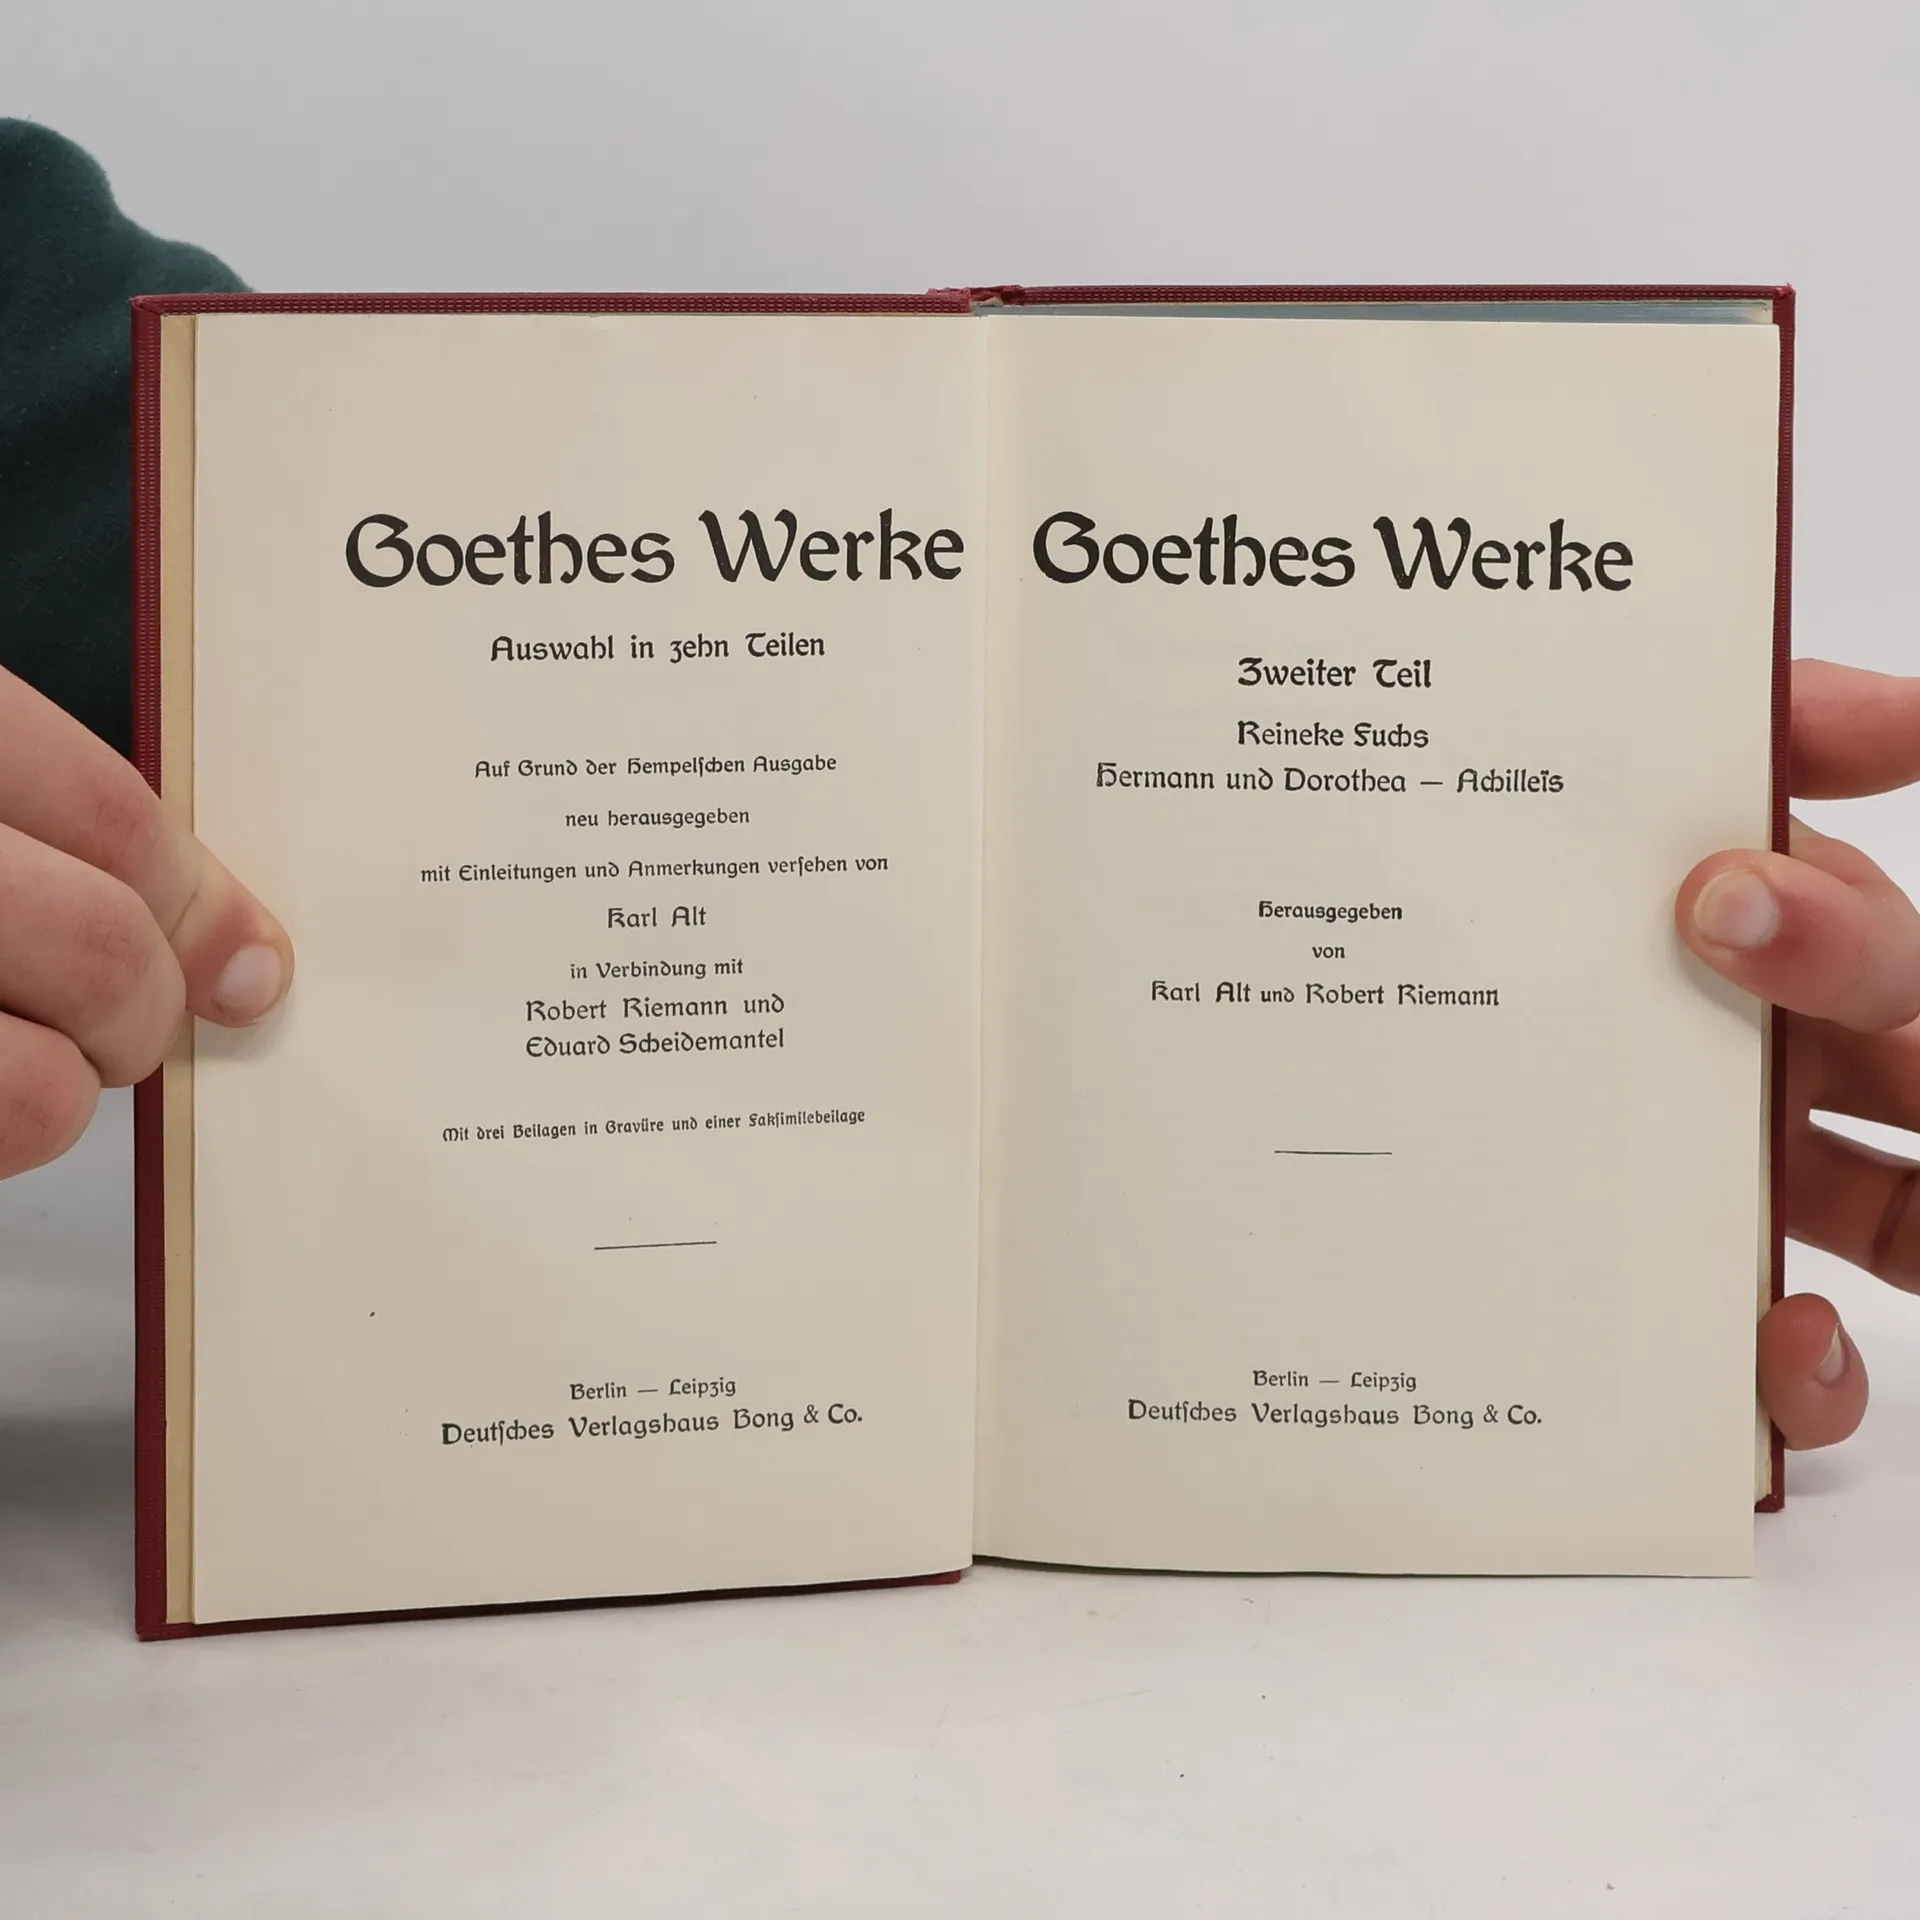 Goethes Werke
Auswahl in zehn Teilen
Auf Grund der Hempelſchen Ausgabe
neu herausgegeben
mit Einleitungen und Anmerkungen verſehen von
Karl Alt
in Verbindung mit
Robert Riemann und
Eduard Scheidemantel
Mit drei Beilagen in Gravüre und einer Fakſimilebeilage
Berlin — Leipzig
Deutſches Verlagshaus Bong & Co.
Goethes Werke
Zweiter Teil
Reineke Fuchs
Hermann und Dorothea — Achilleïs
Herausgegeben
von
Karl Alt und Robert Riemann
Berlin — Leipzig
Deutſches Verlagshaus Bong & Co.